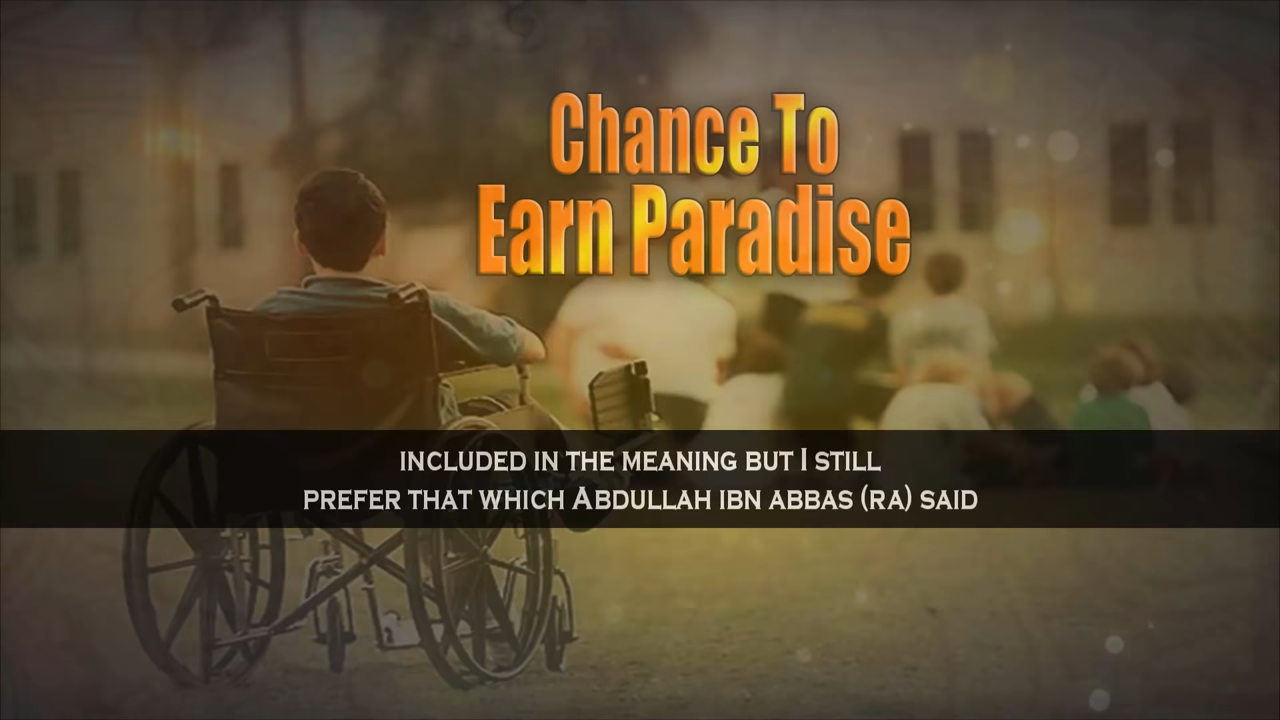 Chance To
Earn Paradise
INCLUDED IN THE MEANING BUT I STILL
PREFER THAT WHICH ABDULLAH IBN ABBAS (RA) SAID